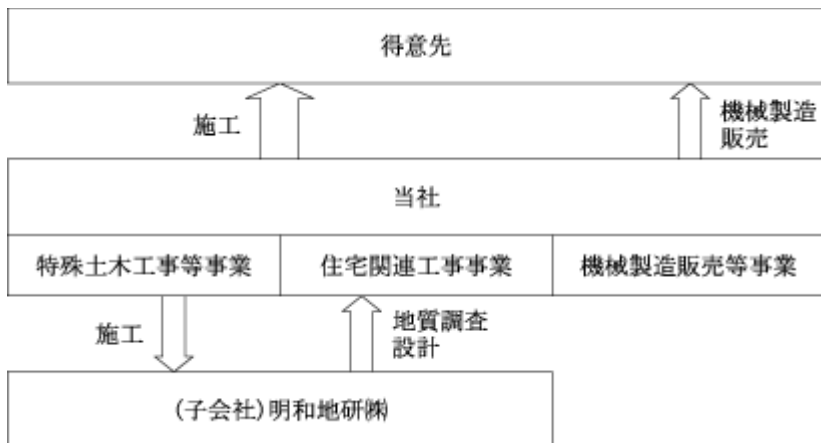 得意先
施工
機械製造
販売
当社
特殊土木工事等事業
住宅関連工事事業
機械製造販売等事業
施工
地質調査
設計
(子会社)明和地研㈱